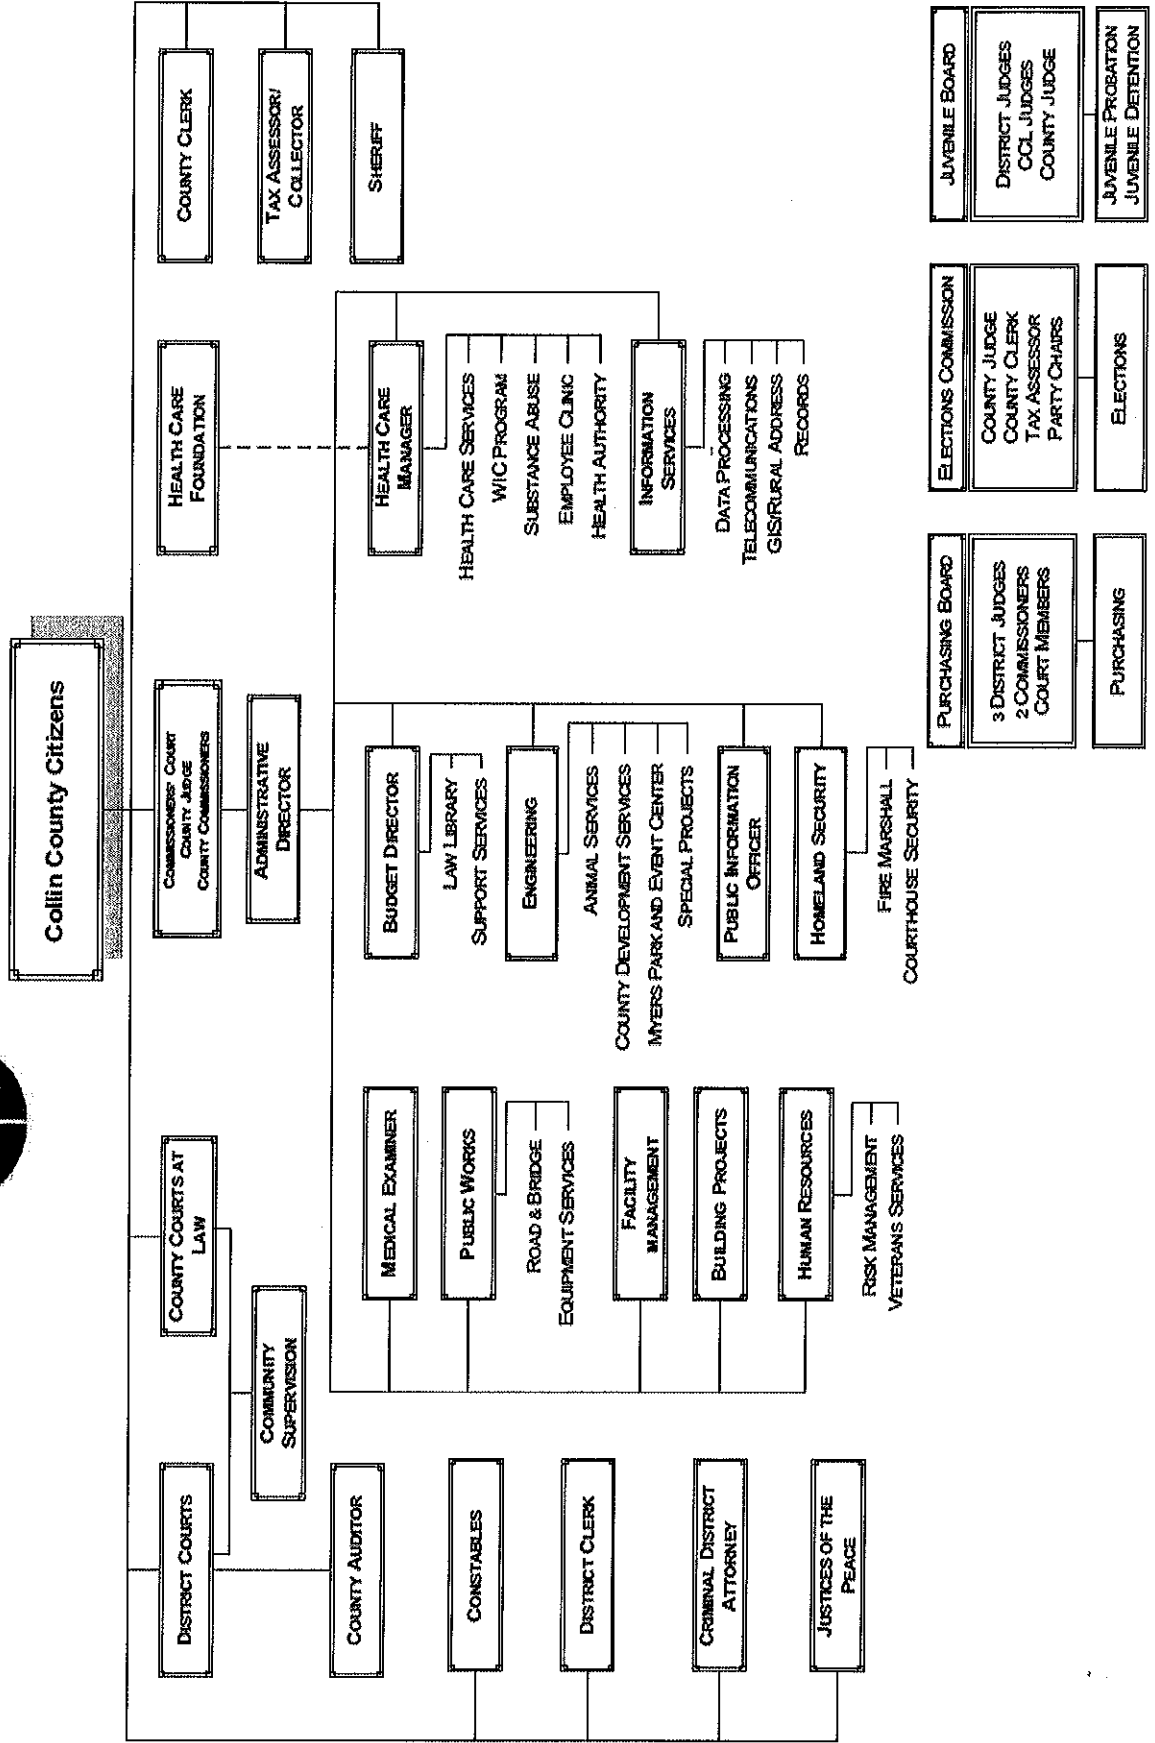 Collin County Citizens
DISTRICT COURTS
COUNTY COURTS AT
LAW
COMMISSIONERS' COURT
COUNTY JUDGE
COUNTY COMMISSIONERS
HEALTH CARE
FOUNDATION
COUNTY CLERK
TAX ASSESSOR/
COLLECTOR
SHERIFF
COMMUNITY
SUPERVISION
ADMINISTRATIVE
DIRECTOR
COUNTY AUDITOR
CONSTABLES
DISTRICT CLERK
CRIMINAL DISTRICT
ATTORNEY
JUSTICES OF THE
PEACE
MEDICAL EXAMINER
PUBLIC WORKS
ROAD & BRIDGE
EQUIPMENT SERVICES
FACILITY
MANAGEMENT
BUILDING PROJECTS
HUMAN RESOURCES
RISK MANAGEMENT
VETERANS SERVICES
BUDGET DIRECTOR
LAW LIBRARY
SUPPORT SERVICES
ENGINEERING
ANIMAL SERVICES
COUNTY DEVELOPMENT SERVICES
MYERS PARK AND EVENT CENTER
SPECIAL PROJECTS
PUBLIC INFORMATION
OFFICER
HOMELAND SECURITY
FIRE MARSHALL
COURTHOUSE SECURITY
HEALTH CARE
MANAGER
HEALTH CARE SERVICES
WIC PROGRAM
SUBSTANCE ABUSE
EMPLOYEE CLINIC
HEALTH AUTHORITY
INFORMATION
SERVICES
DATA PROCESSING
TELECOMMUNICATIONS
GIS/RURAL ADDRESS
RECORDS
PURCHASING BOARD
3 DISTRICT JUDGES
2 COMMISSIONERS
COURT MEMBERS
PURCHASING
ELECTIONS COMMISSION
COUNTY JUDGE
COUNTY CLERK
TAX ASSESSOR
PARTY CHAIRS
ELECTIONS
JUVENILE BOARD
DISTRICT JUDGES
CCL JUDGES
COUNTY JUDGE
JUVENILE PROBATION
JUVENILE DETENTION